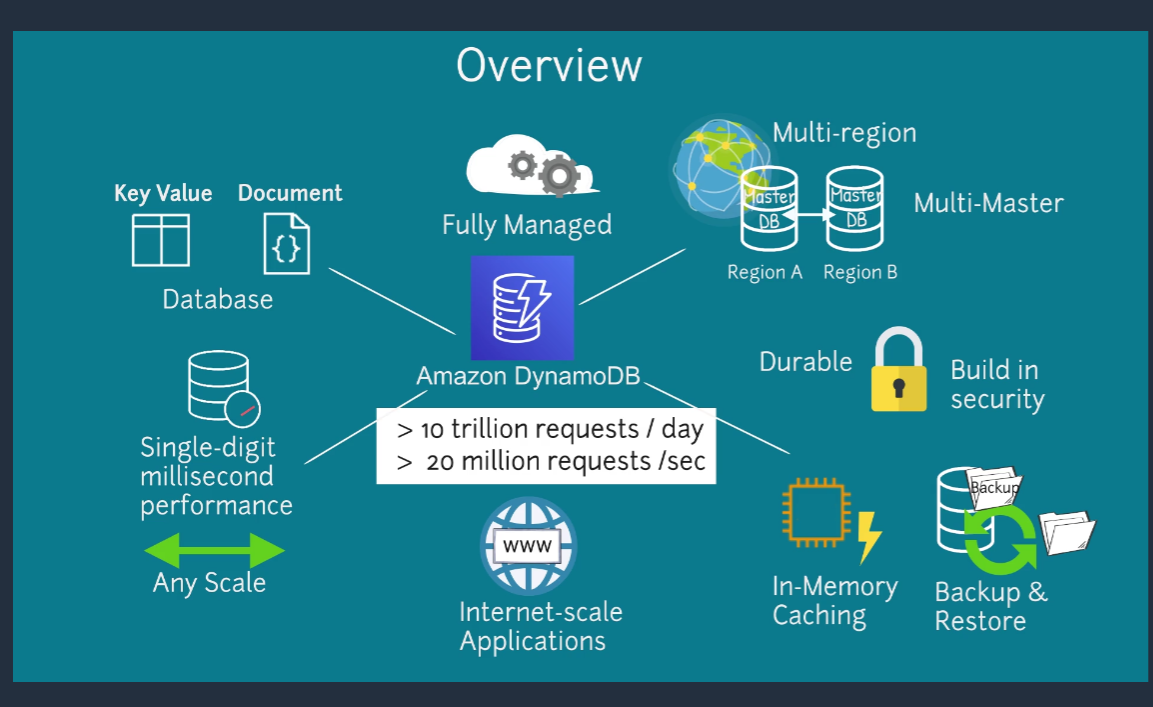 Overview
Key Value
Document
Database
Fully Managed
Multi-region
Master
DB
Master
DB
Multi-Master
Region A
Region B
Amazon DynamoDB
> 10 trillion requests / day
> 20 million requests /sec
Single-digit
millisecond
performance
Any Scale
www
Internet-scale
Applications
Durable
Build in
security
In-Memory
Caching
Backup
Backup &
Restore